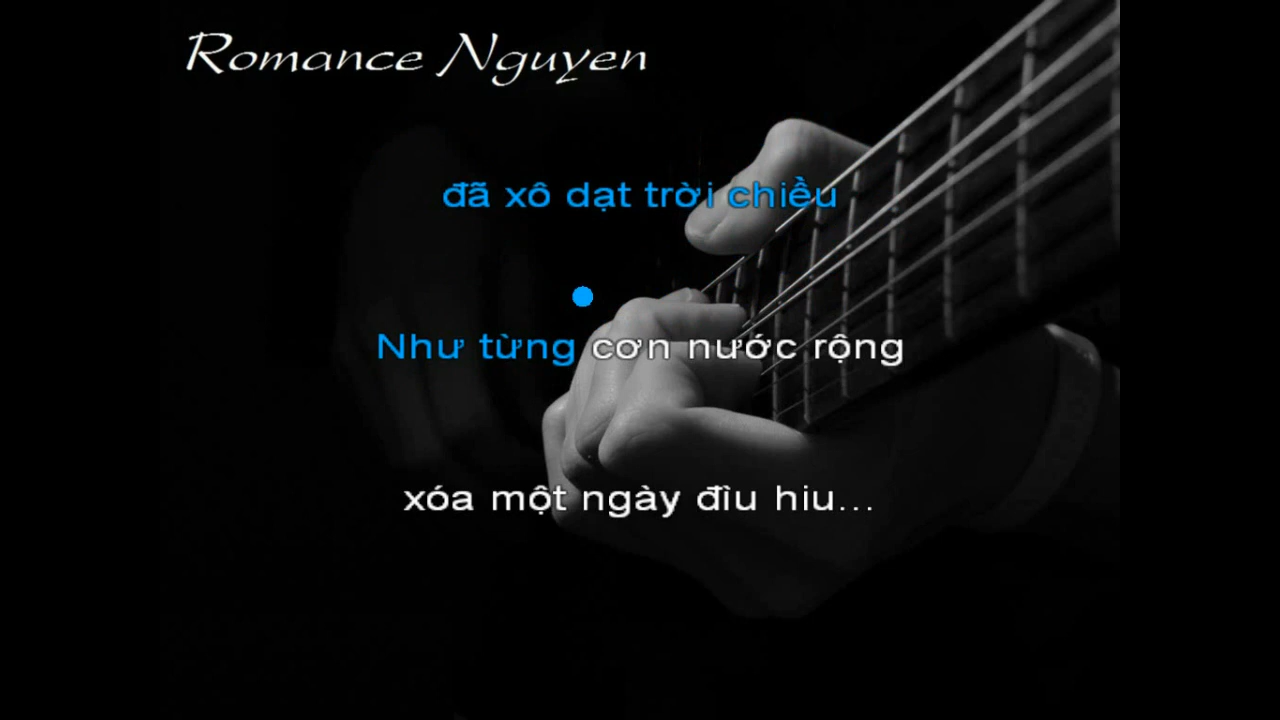 Romance Nguyen
đã xô dạt trời chiều
Như từng cơn nước rộng
xóa một ngày đìu hiu...